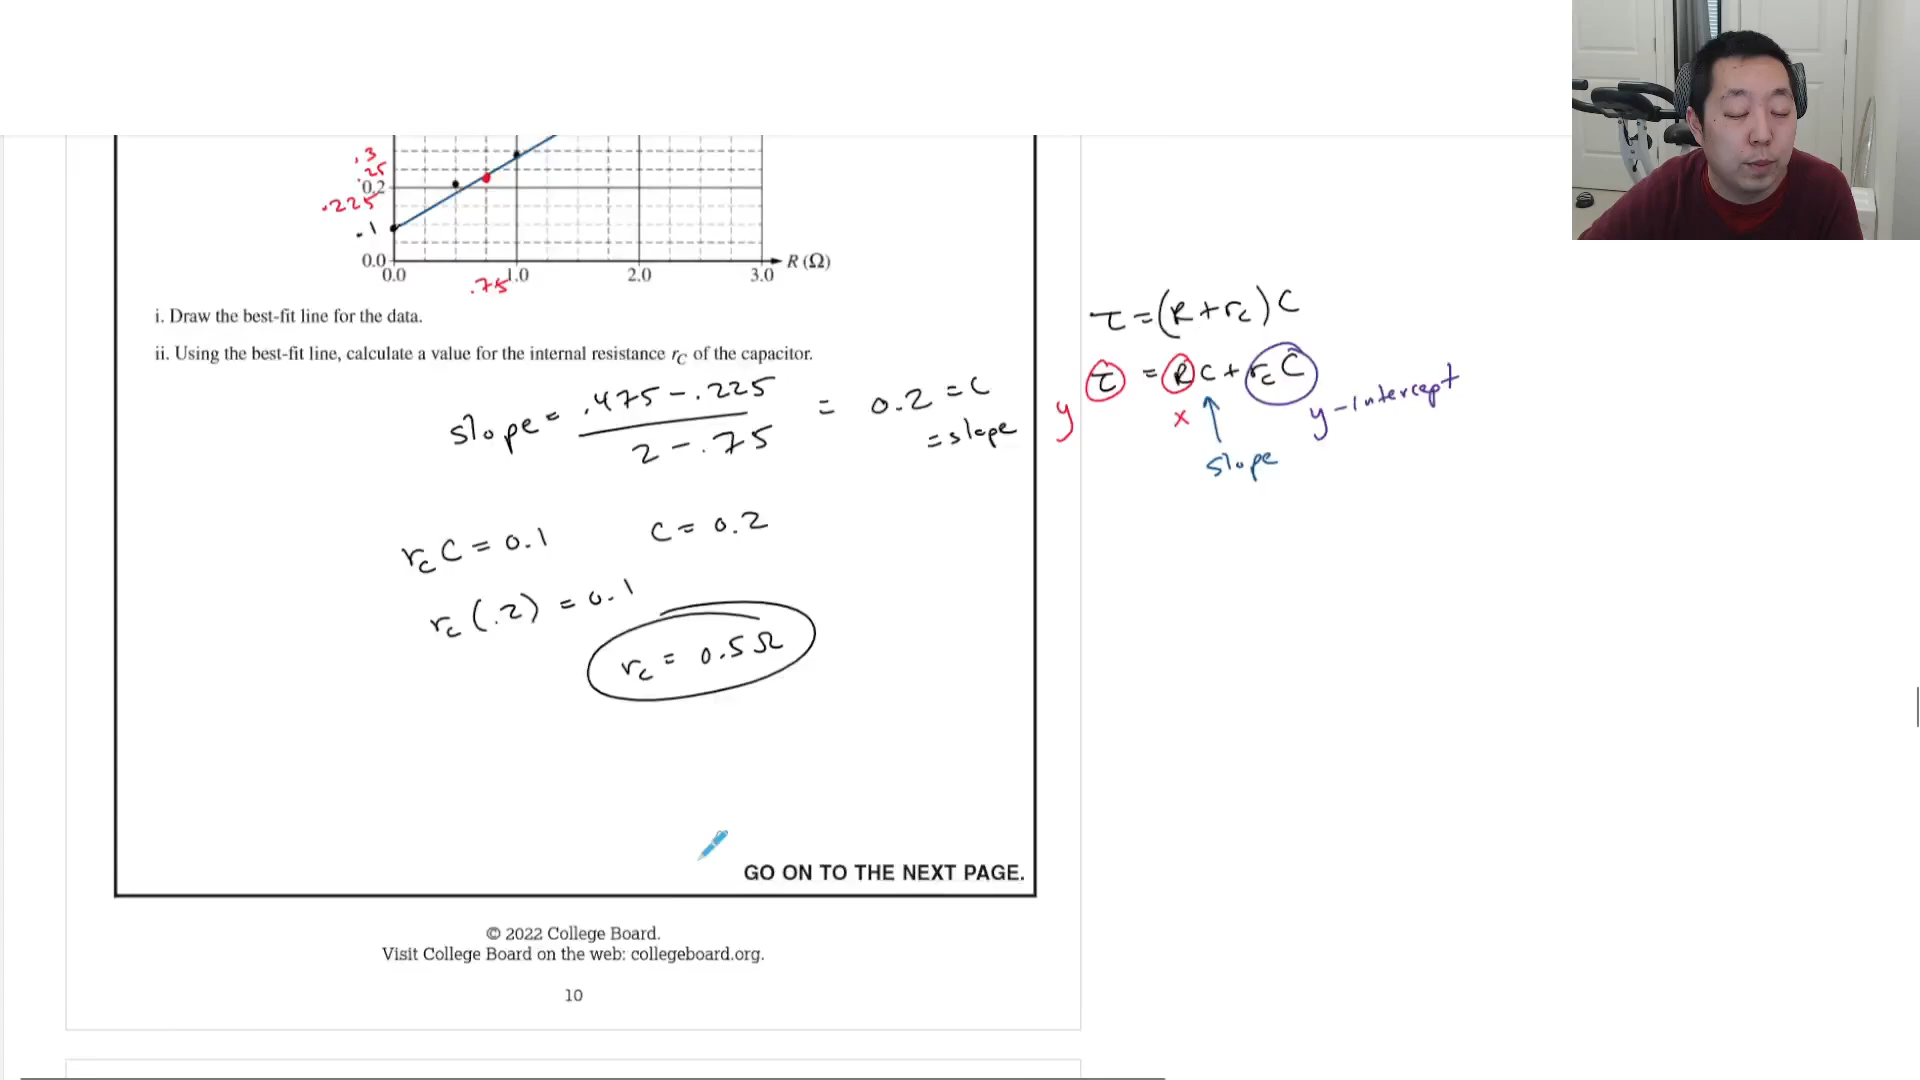 .3
.25
0.2
.225
.1
0.0
0.0 1.0 2.0 3.0 R (Ω)
.75
i. Draw the best-fit line for the data.
ii. Using the best-fit line, calculate a value for the internal resistance r_C of the capacitor.
slope = .475 - .225 / 2 - .75 = 0.2 = C
= slope
r_c C = 0.1 C = 0.2
r_c (.2) = 0.1
r_c = 0.5 Ω
τ = (R + r_c) C
τ = R C + r_c C
y x y-intercept
slope
GO ON TO THE NEXT PAGE.
© 2022 College Board.
Visit College Board on the web: collegeboard.org.
10